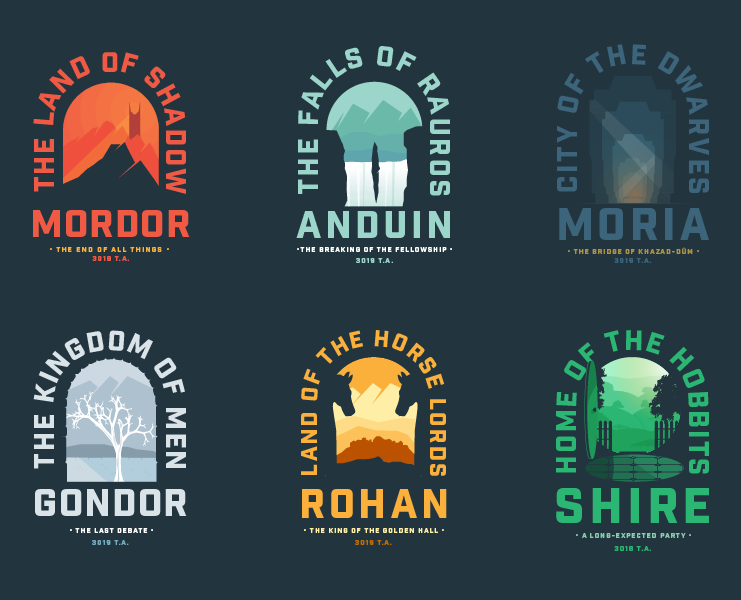 THE LAND OF SHADOW
MORDOR
• THE END OF ALL THINGS •
3019 T.A.
THE FALLS OF RAUROS
ANDUIN
• THE BREAKING OF THE FELLOWSHIP •
3019 T.A.
CITY OF THE DWARVES
MORIA
• THE BRIDGE OF KHAZAD-DÛM •
3019 T.A.
THE KINGDOM OF MEN
GONDOR
• THE LAST DEBATE •
3019 T.A.
LAND OF THE HORSE LORDS
ROHAN
• THE KING OF THE GOLDEN HALL •
3019 T.A.
HOME OF THE HOBBITS
SHIRE
• A LONG-EXPECTED PARTY •
3018 T.A.